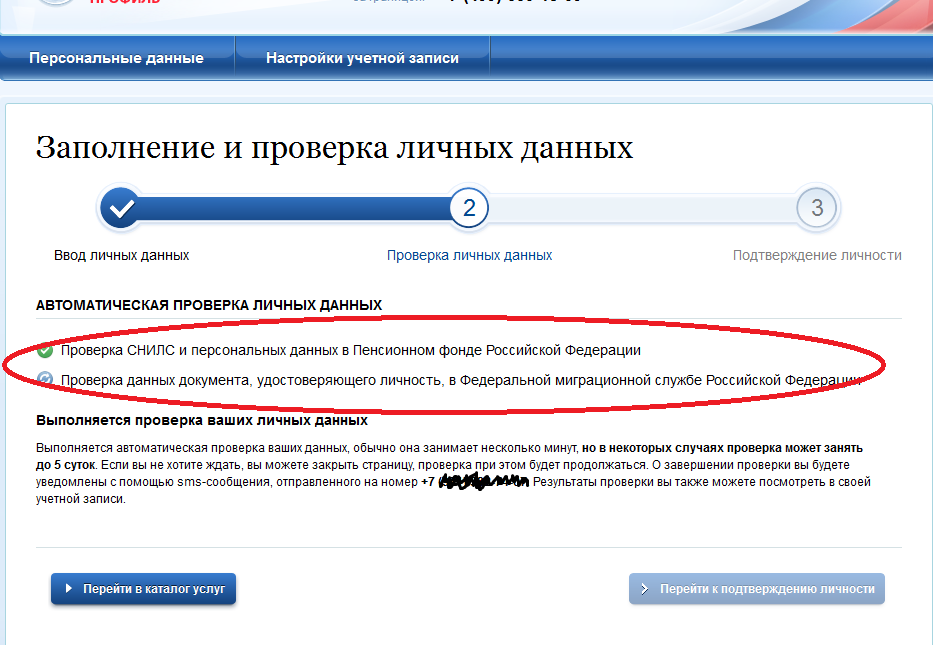 ПРОФИЛЬ
Персональные данные
Настройки учетной записи
Заполнение и проверка личных данных
2
3
Ввод личных данных
Проверка личных данных
Подтверждение личности
АВТОМАТИЧЕСКАЯ ПРОВЕРКА ЛИЧНЫХ ДАННЫХ
Проверка СНИЛС и персональных данных в Пенсионном фонде Российской Федерации
Проверка данных документа, удостоверяющего личность, в Федеральной миграционной службе Российской Федерации
Выполняется проверка ваших личных данных
Выполняется автоматическая проверка ваших данных, обычно она занимает несколько минут, но в некоторых случаях проверка может занять
до 5 суток. Если вы не хотите ждать, вы можете закрыть страницу, проверка при этом будет продолжаться. О завершении проверки вы будете
уведомлены с помощью sms-сообщения, отправленного на номер +7 ( Результаты проверки вы также можете посмотреть в своей
учетной записи.
Перейти в каталог услуг
Перейти к подтверждению личности